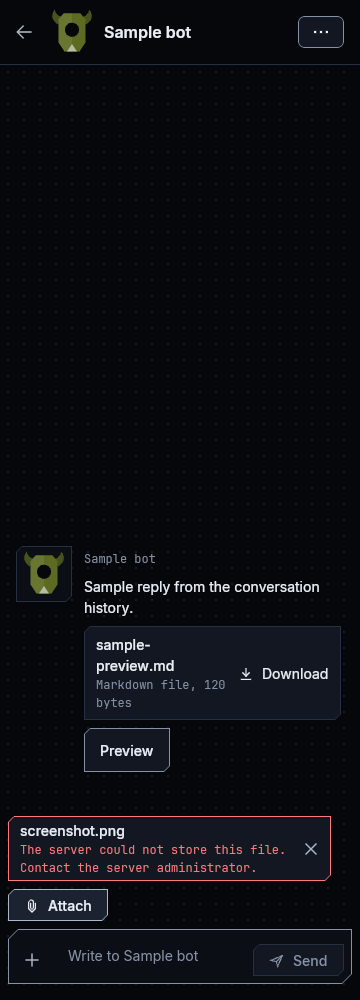 Sample bot
Sample bot
Sample reply from the conversation
history.
sample-
preview.md
Markdown file, 120
bytes
Download
Preview
screenshot.png
The server could not store this file.
Contact the server administrator.
Attach
Write to Sample bot
Send